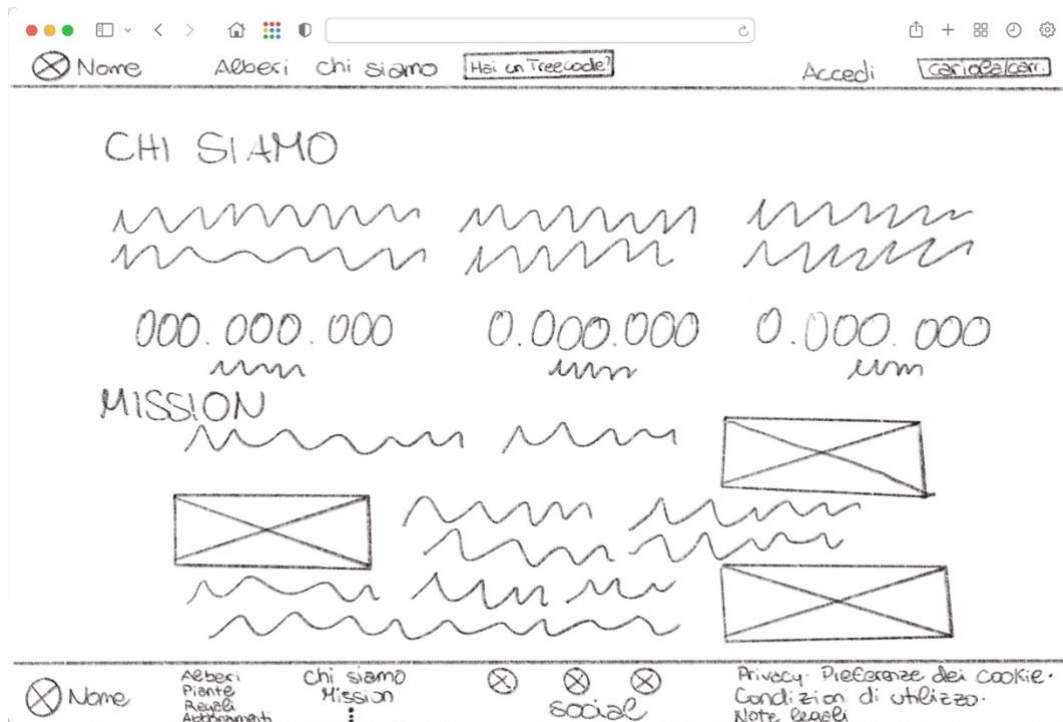 Nome Alberi Chi siamo Hai un Treecode? Accedi
CHI SIAMO
000.000.000 0.000.000 0.000.000
MISSION
Nome
Alberi
Piante
Regali
Abbonamenti
Chi siamo
Mission
social
Privacy. Preferenze dei cookie.
Condizioni di utilizzo.
Note legali